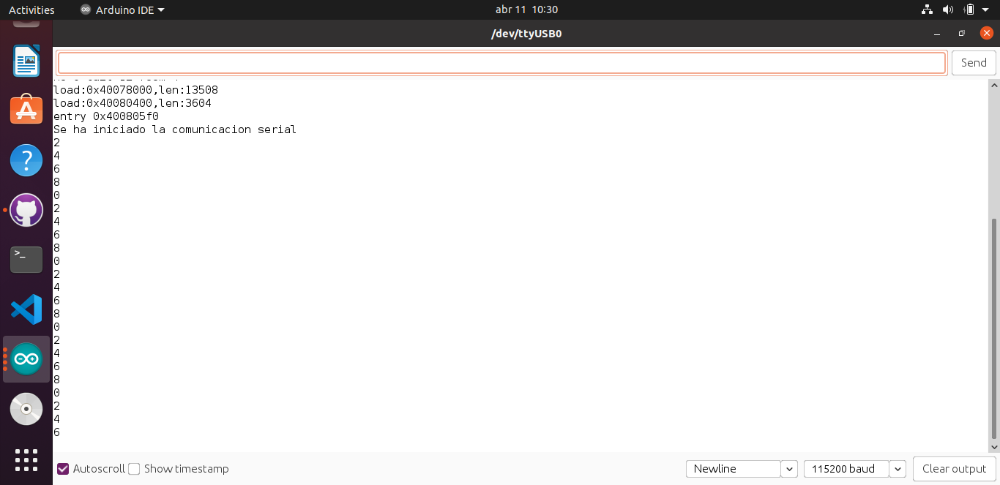 Activities
Arduino IDE
abr 11 10:30
/dev/ttyUSB0
Send
load:0x40078000,len:13508
load:0x40080400,len:3604
entry 0x400805f0
Se ha iniciado la comunicacion serial
2
4
6
8
0
2
4
6
8
0
2
4
6
8
0
2
4
6
8
0
2
4
6
Autoscroll
Show timestamp
Newline
115200 baud
Clear output